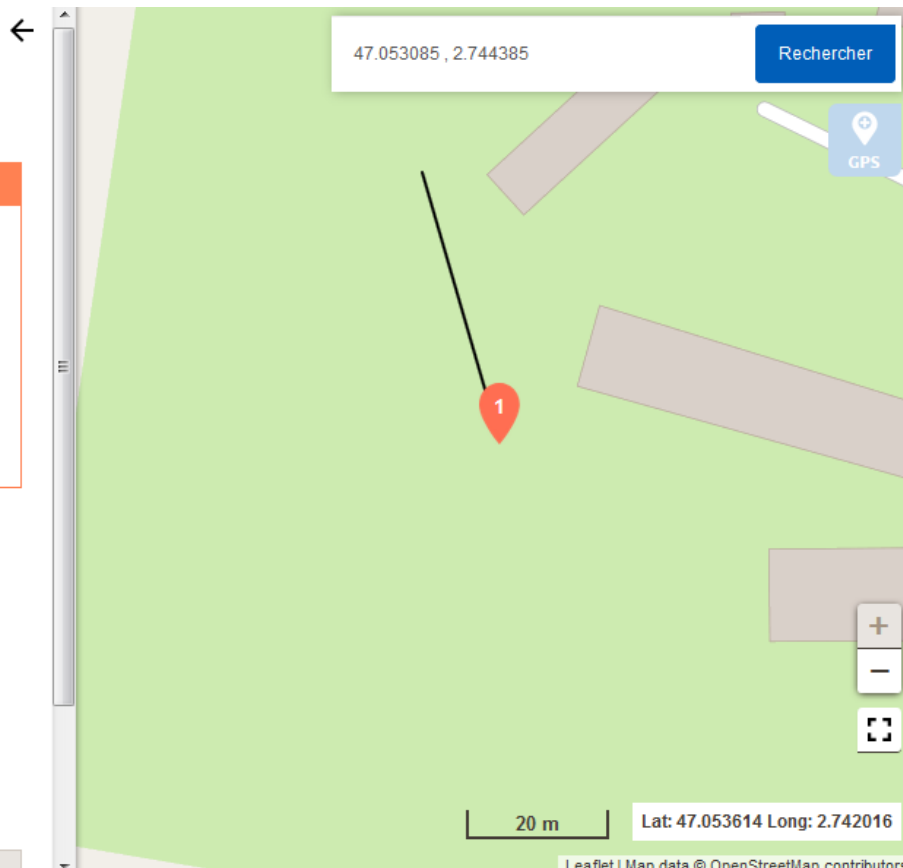 47.053085 , 2.744385
Rechercher
GPS
1
+
−
20 m
Lat: 47.053614 Long: 2.742016
Leaflet | Map data © OpenStreetMap contributors